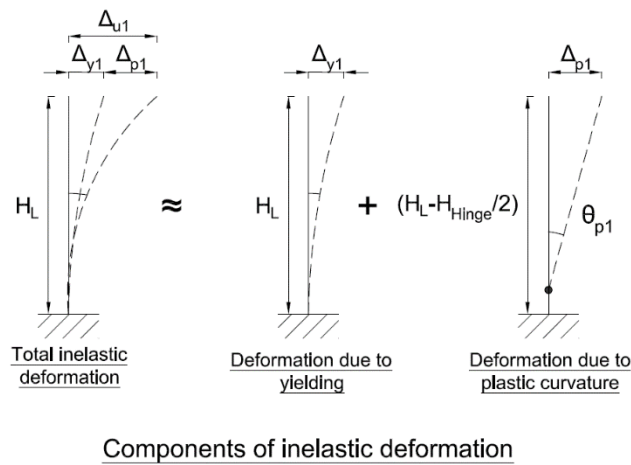 Δu1
Δy1 Δp1
HL
Total inelastic
deformation
≈
Δy1
HL
Deformation due to
yielding
+
Δp1
(HL-HHinge/2)
θp1
Deformation due to
plastic curvature
Components of inelastic deformation